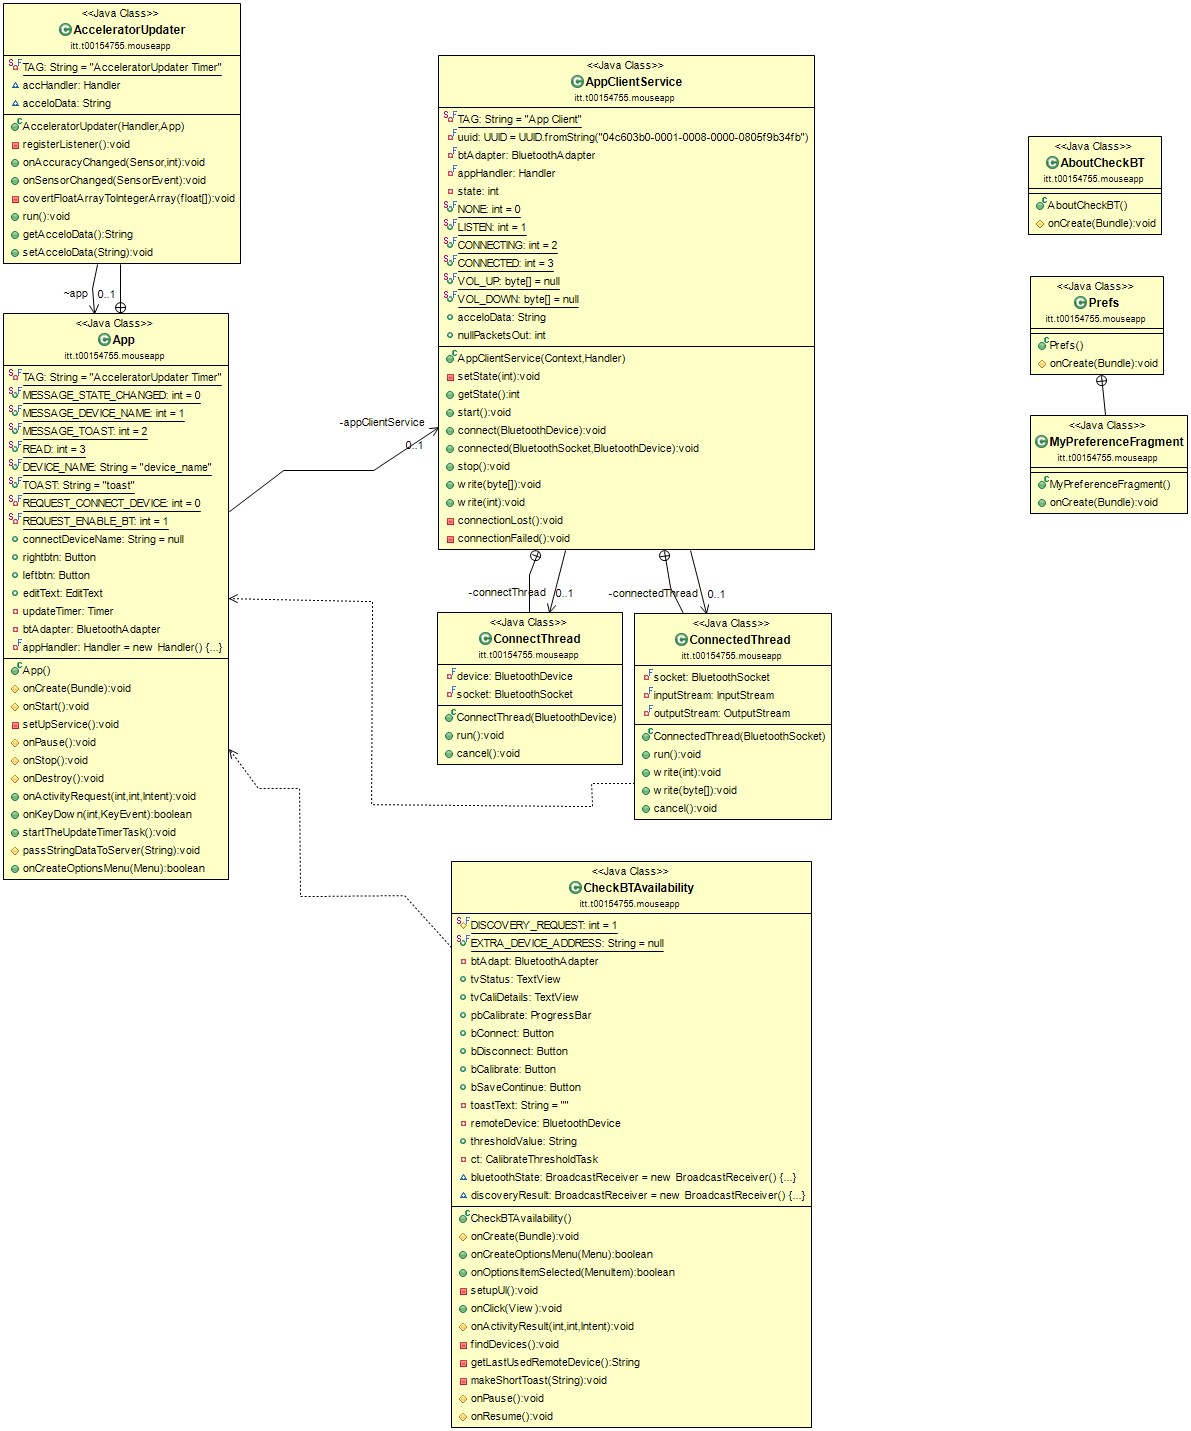 <<Java Class>>
AcceleratorUpdater
itt.t00154755.mouseapp
TAG: String = "AcceleratorUpdater Timer"
accHandler: Handler
acceloData: String
AcceleratorUpdater(Handler,App)
registerListener():void
onAccuracyChanged(Sensor,int):void
onSensorChanged(SensorEvent):void
covertFloatArrayToIntegerArray(float[]):void
run():void
getAcceloData():String
setAcceloData(String):void
~app
0..1
<<Java Class>>
App
itt.t00154755.mouseapp
TAG: String = "AcceleratorUpdater Timer"
MESSAGE_STATE_CHANGED: int = 0
MESSAGE_DEVICE_NAME: int = 1
MESSAGE_TOAST: int = 2
READ: int = 3
DEVICE_NAME: String = "device_name"
TOAST: String = "toast"
REQUEST_CONNECT_DEVICE: int = 0
REQUEST_ENABLE_BT: int = 1
connectDeviceName: String = null
rightbtn: Button
leftbtn: Button
editText: EditText
updateTimer: Timer
btAdapter: BluetoothAdapter
appHandler: Handler = new Handler() {...}
App()
onCreate(Bundle):void
onStart():void
setUpService():void
onPause():void
onStop():void
onDestroy():void
onActivityRequest(int,int,Intent):void
onKeyDown(int,KeyEvent):boolean
startTheUpdateTimerTask():void
passStringDataToServer(String):void
onCreateOptionsMenu(Menu):boolean
-appClientService
0..1
<<Java Class>>
AppClientService
itt.t00154755.mouseapp
TAG: String = "App Client"
uuid: UUID = UUID.fromString("04c603b0-0001-0008-0000-0805f9b34fb")
btAdapter: BluetoothAdapter
appHandler: Handler
state: int
NONE: int = 0
LISTEN: int = 1
CONNECTING: int = 2
CONNECTED: int = 3
VOL_UP: byte[] = null
VOL_DOWN: byte[] = null
acceloData: String
nullPacketsOut: int
AppClientService(Context,Handler)
setState(int):void
getState():int
start():void
connect(BluetoothDevice):void
connected(BluetoothSocket,BluetoothDevice):void
stop():void
write(byte[]):void
write(int):void
connectionLost():void
connectionFailed():void
-connectThread
0..1
-connectedThread
0..1
<<Java Class>>
ConnectThread
itt.t00154755.mouseapp
device: BluetoothDevice
socket: BluetoothSocket
ConnectThread(BluetoothDevice)
run():void
cancel():void
<<Java Class>>
ConnectedThread
itt.t00154755.mouseapp
socket: BluetoothSocket
inputStream: InputStream
outputStream: OutputStream
ConnectedThread(BluetoothSocket)
run():void
write(int):void
write(byte[]):void
cancel():void
<<Java Class>>
CheckBTAvailability
itt.t00154755.mouseapp
DISCOVERY_REQUEST: int = 1
EXTRA_DEVICE_ADDRESS: String = null
btAdapt: BluetoothAdapter
tvStatus: TextView
tvCaliDetails: TextView
pbCalibrate: ProgressBar
bConnect: Button
bDisconnect: Button
bCalibrate: Button
bSaveContinue: Button
toastText: String = ""
remoteDevice: BluetoothDevice
thresholdValue: String
ct: CalibrateThresholdTask
bluetoothState: BroadcastReceiver = new BroadcastReceiver() {...}
discoveryResult: BroadcastReceiver = new BroadcastReceiver() {...}
CheckBTAvailability()
onCreate(Bundle):void
onCreateOptionsMenu(Menu):boolean
onOptionsItemSelected(MenuItem):boolean
setupUI():void
onClick(View):void
onActivityResult(int,int,Intent):void
findDevices():void
getLastUsedRemoteDevice():String
makeShortToast(String):void
onPause():void
onResume():void
<<Java Class>>
AboutCheckBT
itt.t00154755.mouseapp
AboutCheckBT()
onCreate(Bundle):void
<<Java Class>>
Prefs
itt.t00154755.mouseapp
Prefs()
onCreate(Bundle):void
<<Java Class>>
MyPreferenceFragment
itt.t00154755.mouseapp
MyPreferenceFragment()
onCreate(Bundle):void